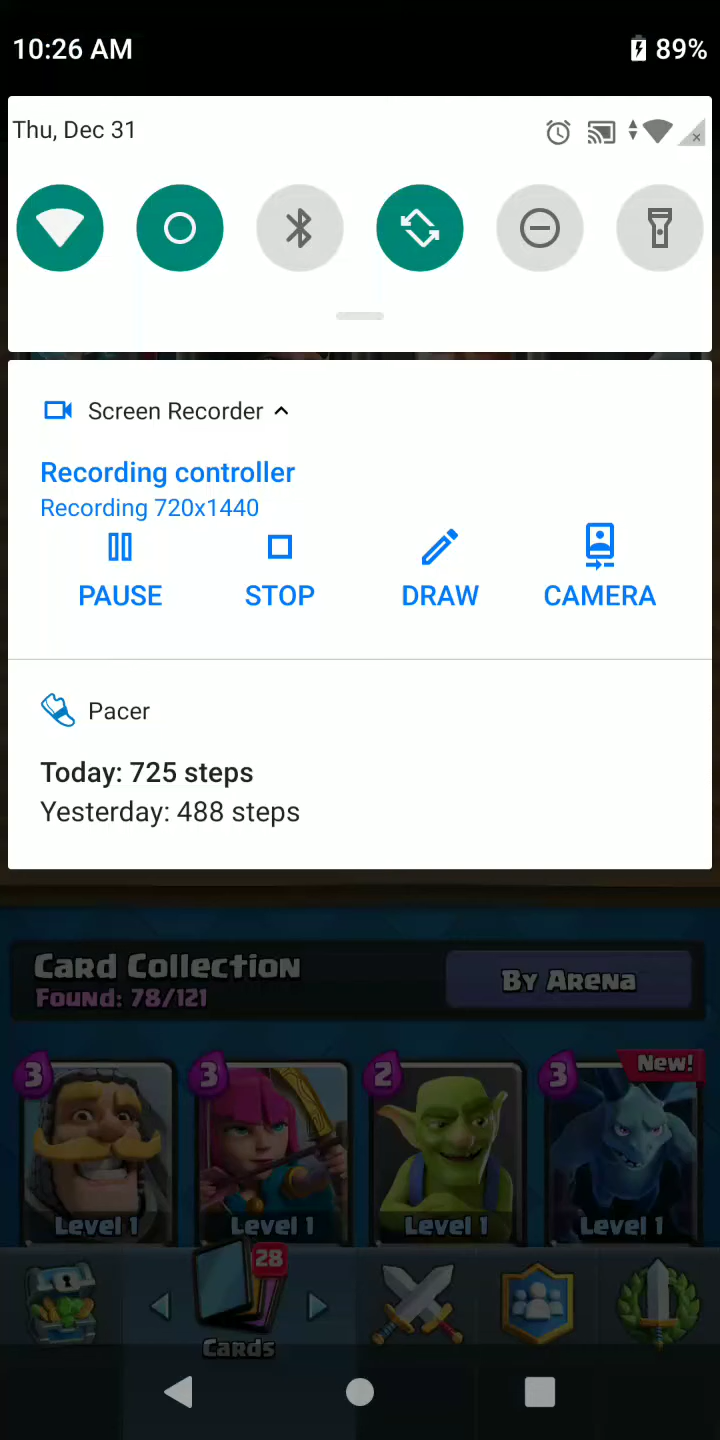 10:26 AM 89%
Thu, Dec 31
Screen Recorder
Recording controller
Recording 720x1440
PAUSE STOP DRAW CAMERA
Pacer
Today: 725 steps
Yesterday: 488 steps
Card Collection
Found: 78/121
By Arena
3 3 2 3 New!
Level 1 Level 1 Level 1 Level 1
28
Cards